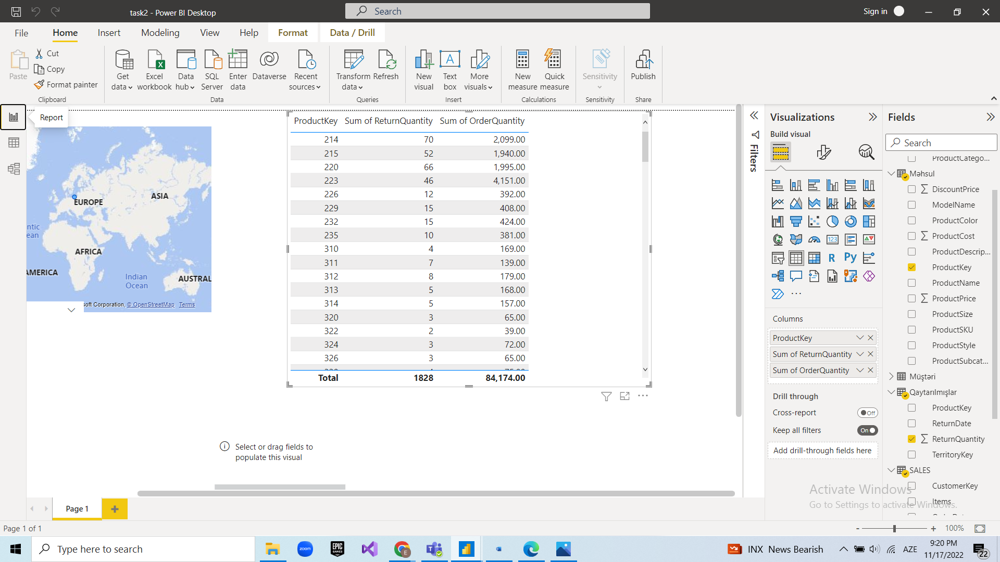 task2 - Power BI Desktop
Search
Sign in
File
Home
Insert
Modeling
View
Help
Format
Data / Drill
Paste
Cut
Copy
Format painter
Clipboard
Get data
Excel workbook
Data hub
SQL Server
Enter data
Dataverse
Recent sources
Data
Transform data
Refresh
Queries
New visual
Text box
More visuals
Insert
New measure
Quick measure
Calculations
Sensitivity
Sensitivity
Publish
Share
Report
EUROPE
ASIA
ntic
ean
AFRICA
AMERICA
Indian
Ocean
AUSTRAL
soft Corporation, © OpenStreetMap Terms
ProductKey Sum of ReturnQuantity Sum of OrderQuantity
214 70 2,099.00
215 52 1,940.00
220 66 1,995.00
223 46 4,151.00
226 12 392.00
229 15 408.00
232 15 424.00
235 10 381.00
310 4 169.00
311 7 139.00
312 8 179.00
313 5 168.00
314 5 157.00
320 3 65.00
322 2 39.00
324 3 72.00
326 3 65.00
Total 1828 84,174.00
Select or drag fields to
populate this visual
Filters
Visualizations
Build visual
123
R
Py
Columns
ProductKey
Sum of ReturnQuantity
Sum of OrderQuantity
Drill through
Cross-report
Off
Keep all filters
On
Add drill-through fields here
Fields
Search
ProductCatego...
Məhsul
DiscountPrice
ModelName
ProductColor
ProductCost
ProductDescrip...
ProductKey
ProductName
ProductPrice
ProductSize
ProductSKU
ProductStyle
ProductSubcat...
Müştəri
Qaytarılmışlar
ProductKey
ReturnDate
ReturnQuantity
TerritoryKey
SALES
CustomerKey
Items
Activate Windows
Go to Settings to activate Windows.
Page 1
Page 1 of 1
100%
Type here to search
zoom
EPIC
GAMES
E
INX News Bearish
AZE
9:20 PM
11/17/2022
22